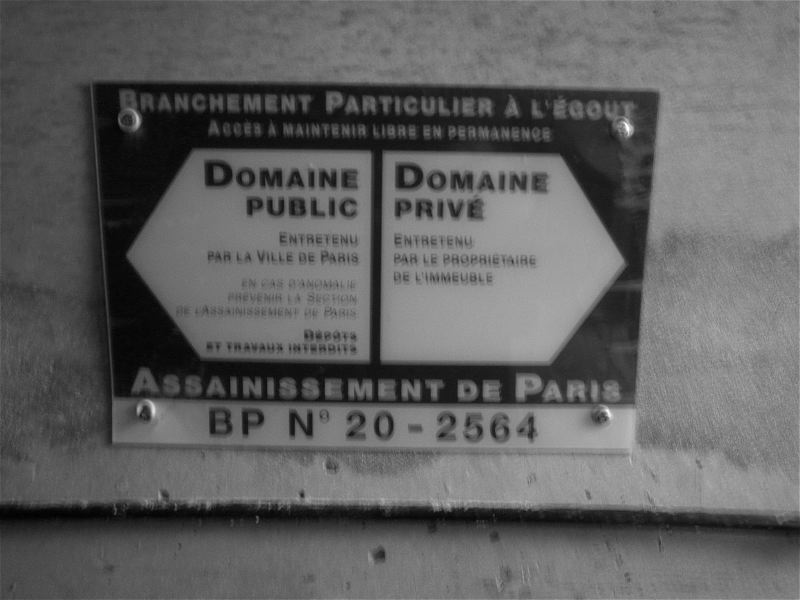 BRANCHEMENT PARTICULIER À L'ÉGOUT
ACCÈS À MAINTENIR LIBRE EN PERMANENCE
DOMAINE
PUBLIC
ENTRETENU
PAR LA VILLE DE PARIS
EN CAS D'ANOMALIE
PRÉVENIR LA SECTION
DE L'ASSAINISSEMENT DE PARIS
DÉPÔTS
ET TRAVAUX INTERDITS
DOMAINE
PRIVÉ
ENTRETENU
PAR LE PROPRIÉTAIRE
DE L'IMMEUBLE
ASSAINISSEMENT DE PARIS
BP N° 20 - 2564